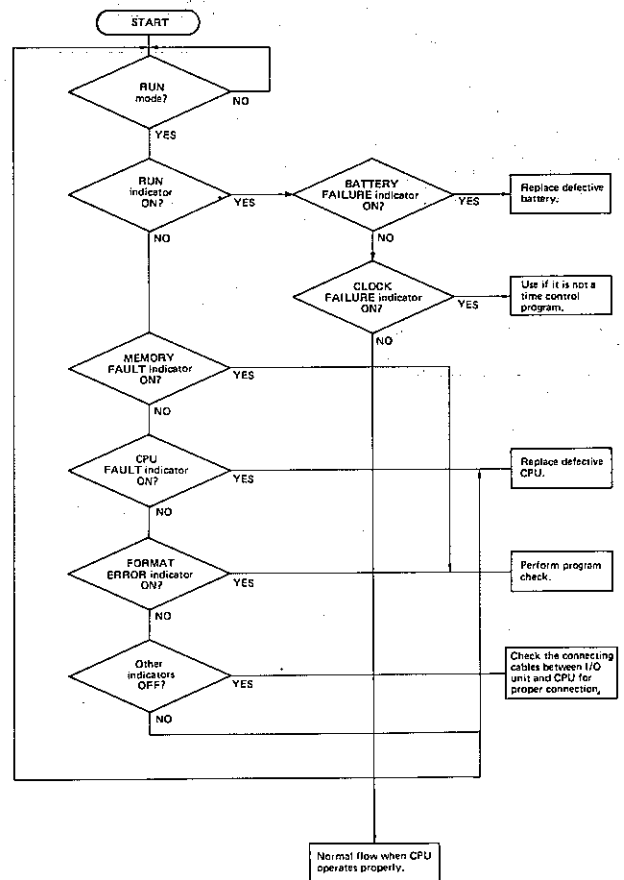 START
RUN
mode?
NO
YES
RUN
indicator
ON?
YES
NO
BATTERY
FAILURE indicator
ON?
YES
NO
Replace defective
battery.
CLOCK
FAILURE indicator
ON?
YES
NO
Use if it is not a
time control
program.
MEMORY
FAULT indicator
ON?
YES
NO
CPU
FAULT indicator
ON?
YES
NO
Replace defective
CPU.
FORMAT
ERROR indicator
ON?
YES
NO
Perform program
check.
Other
indicators
OFF?
YES
NO
Check the connecting
cables between I/O
unit and CPU for
proper connection.
Normal flow when CPU
operates properly.